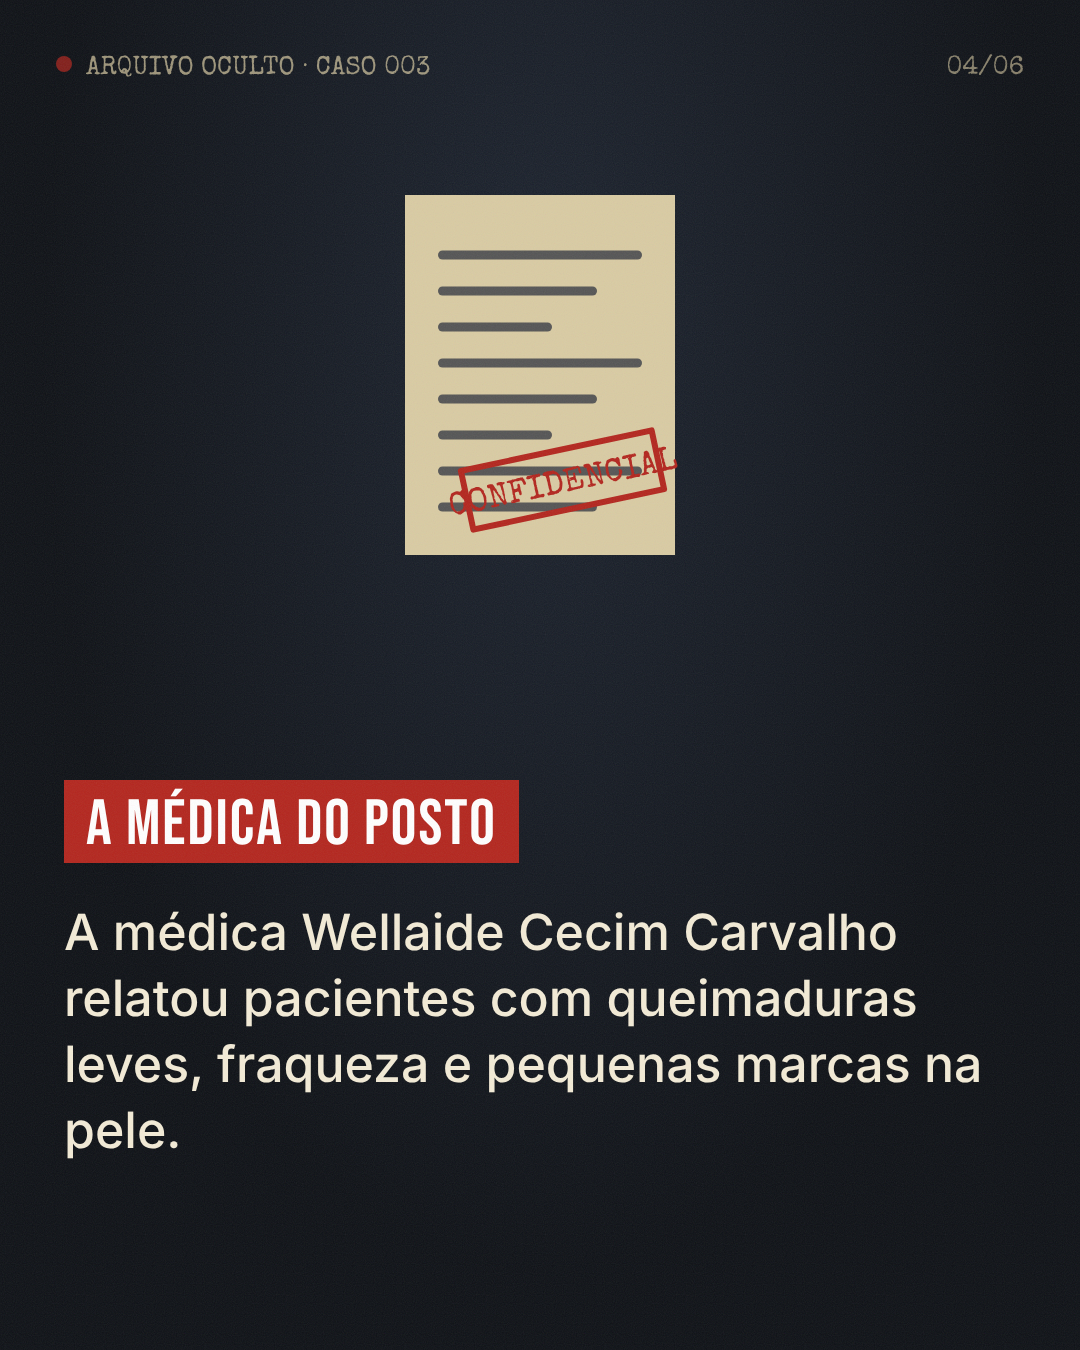 ARQUIVO OCULTO · CASO 003
04/06
CONFIDENCIAL
A MÉDICA DO POSTO
A médica Wellaide Cecim Carvalho
relatou pacientes com queimaduras
leves, fraqueza e pequenas marcas na
pele.